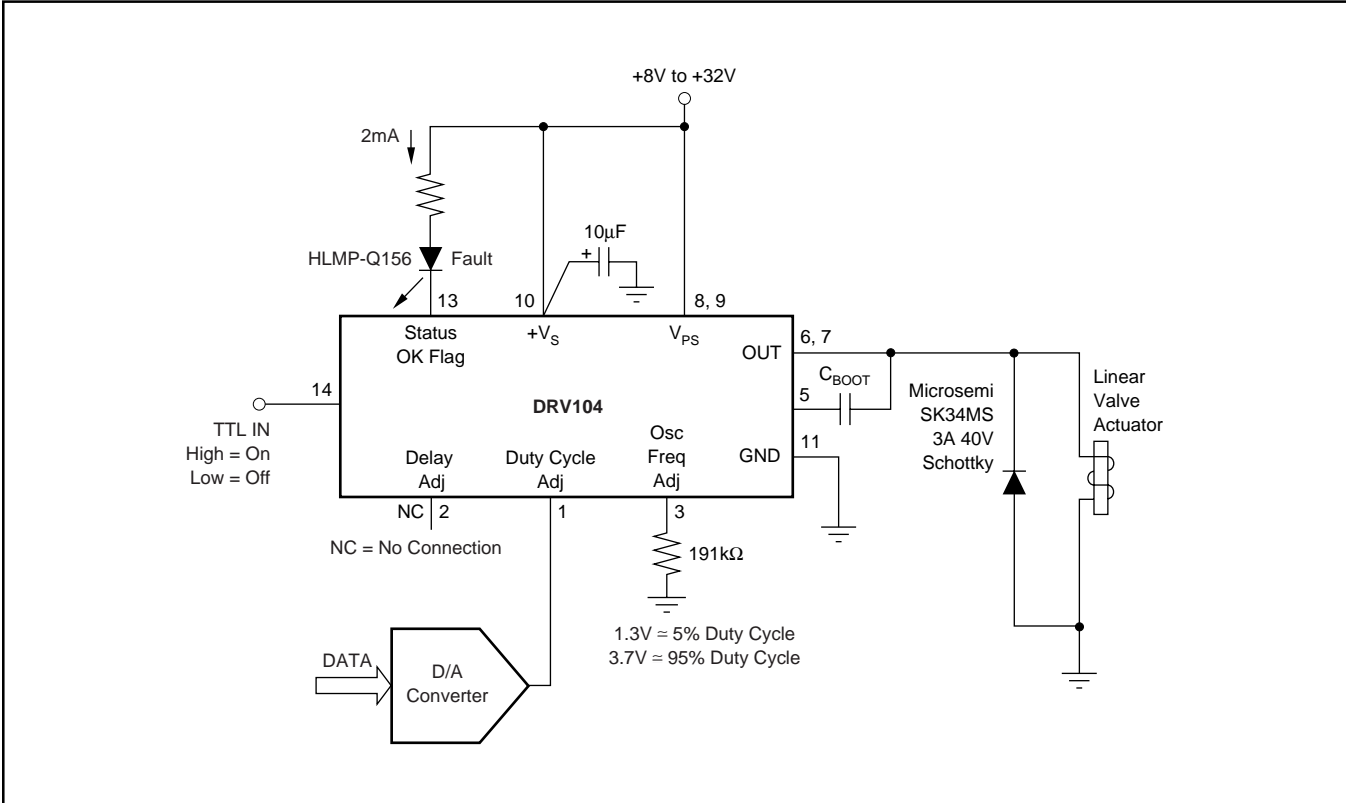 +8V to +32V
2mA
10μF
+
HLMP-Q156
Fault
13
10
8, 9
Status
OK Flag
+VS
VPS
6, 7
OUT
CBOOT
5
14
DRV104
TTL IN
High = On
Low = Off
Microsemi
SK34MS
3A 40V
Schottky
Linear
Valve
Actuator
11
GND
Delay
Adj
Duty Cycle
Adj
Osc
Freq
Adj
NC
2
1
3
NC = No Connection
191kΩ
1.3V ≃ 5% Duty Cycle
3.7V ≃ 95% Duty Cycle
DATA
D/A
Converter